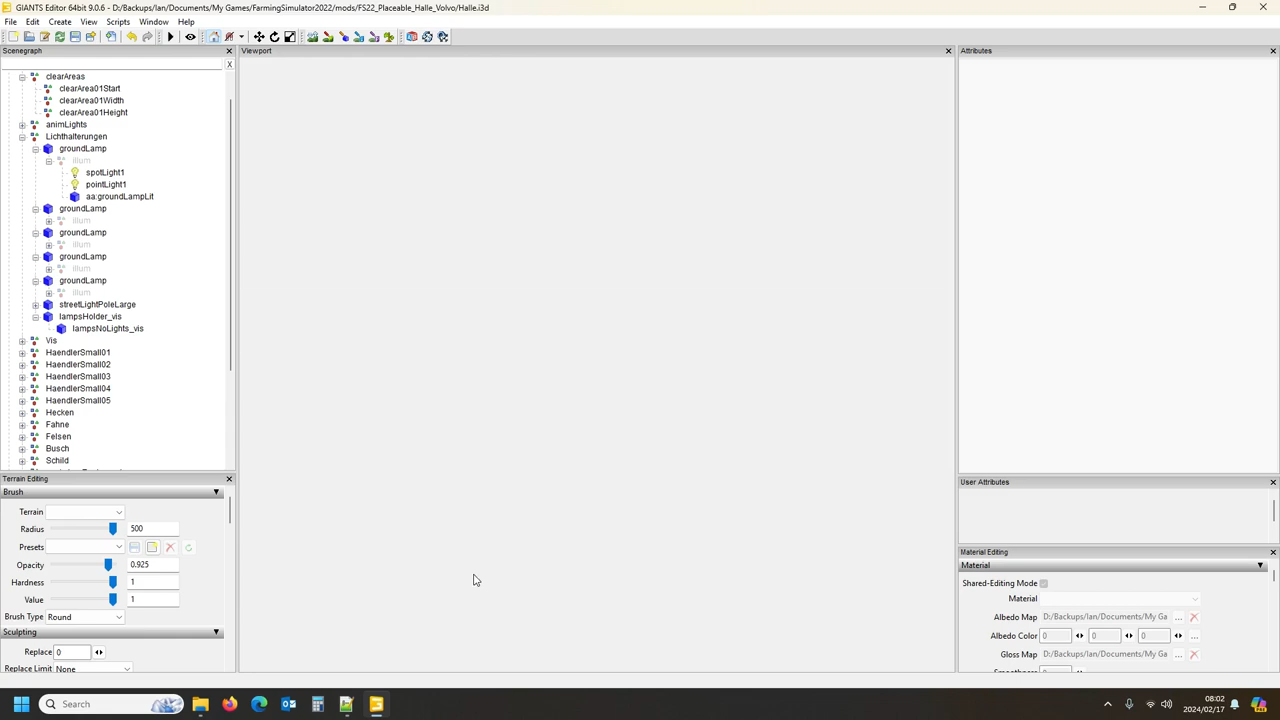 GIANTS Editor 64bit 9.0.6 - D:/Backups/Ian/Documents/My Games/FarmingSimulator2022/mods/FS22_Placeable_Halle_Volvo/Halle.i3d
File Edit Create View Scripts Window Help
Scenegraph
X
clearAreas
clearArea01Start
clearArea01Width
clearArea01Height
animLights
Lichthalterungen
groundLamp
illum
spotLight1
pointLight1
aa:groundLampLit
groundLamp
illum
groundLamp
illum
groundLamp
illum
groundLamp
illum
streetLightPoleLarge
lampsHolder_vis
lampsNoLights_vis
Vis
HaendlerSmall01
HaendlerSmall02
HaendlerSmall03
HaendlerSmall04
HaendlerSmall05
Hecken
Fahne
Felsen
Busch
Schild
Terrain Editing
Brush
Terrain
Radius 500
Presets
Opacity 0.925
Hardness 1
Value 1
Brush Type Round
Sculpting
Replace 0
Replace Limit None
Viewport
Attributes
User Attributes
Material Editing
Material
Shared-Editing Mode
Material
Albedo Map D:/Backups/Ian/Documents/My Ga ...
Albedo Color 0 0 0 ...
Gloss Map D:/Backups/Ian/Documents/My Ga ...
Search
08:02
2024/02/17